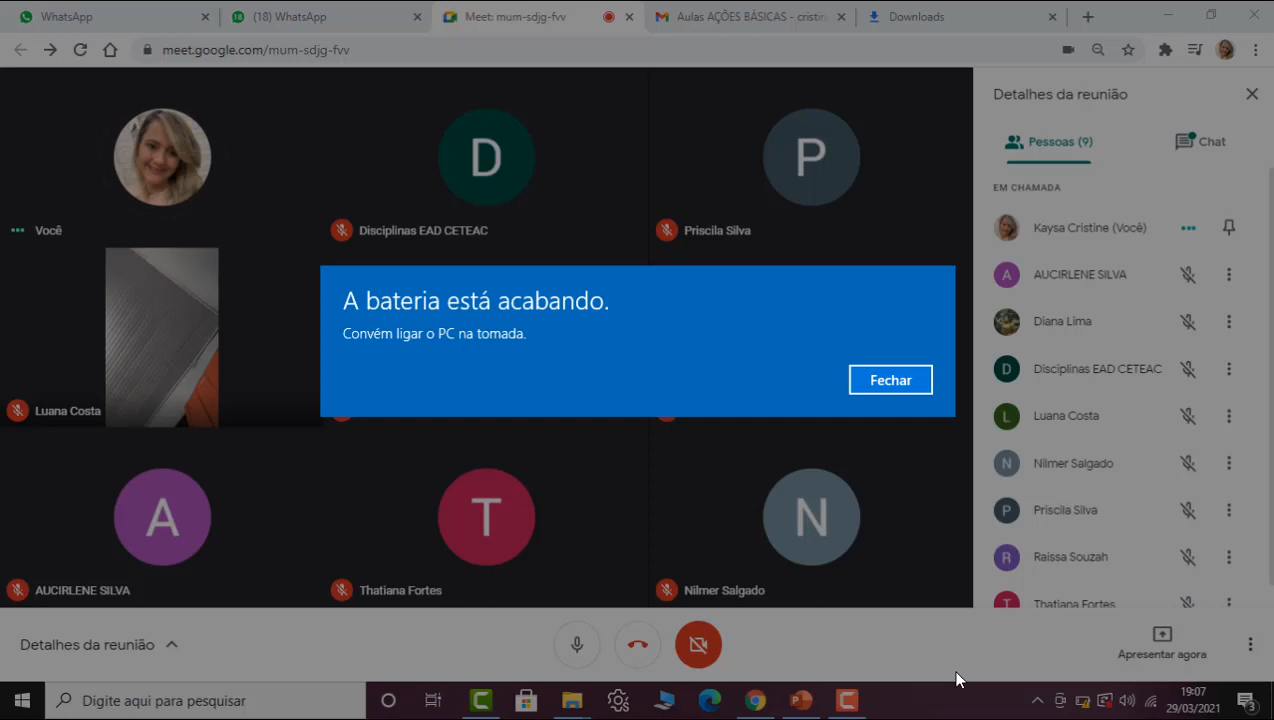 WhatsApp
(18) WhatsApp
Meet: mum-sdjg-fvv
Aulas AÇÕES BÁSICAS - cristin
Downloads
meet.google.com/mum-sdjg-fvv
Você
D
Disciplinas EAD CETEAC
P
Priscila Silva
Luana Costa
A
AUCIRLENE SILVA
T
Thatiana Fortes
N
Nilmer Salgado
A bateria está acabando.
Convém ligar o PC na tomada.
Fechar
Detalhes da reunião
Pessoas (9)
Chat
EM CHAMADA
Kaysa Cristine (Você)
A AUCIRLENE SILVA
Diana Lima
D Disciplinas EAD CETEAC
L Luana Costa
N Nilmer Salgado
P Priscila Silva
R Raissa Souzah
T Thatiana Fortes
Detalhes da reunião
Apresentar agora
Digite aqui para pesquisar
19:07
29/03/2021
3